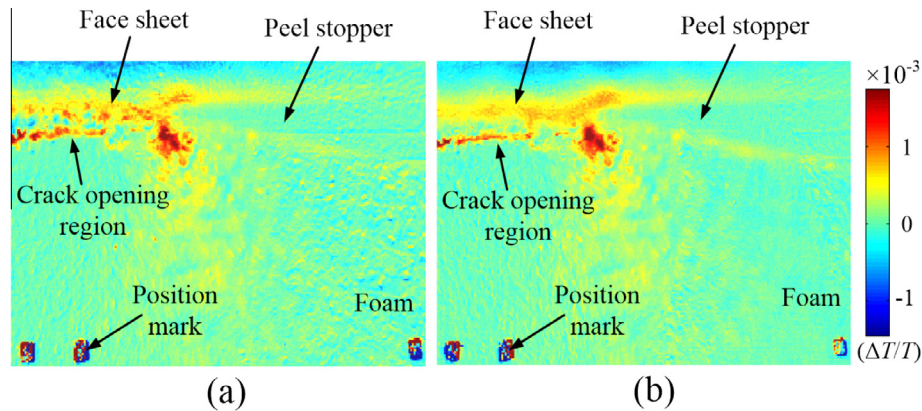 Face sheet
Peel stopper
Crack opening
region
Position
mark
Foam
(a)
Face sheet
Peel stopper
Crack opening
region
Position
mark
Foam
(b)
×10⁻³
1
0
-1
(ΔT/T)